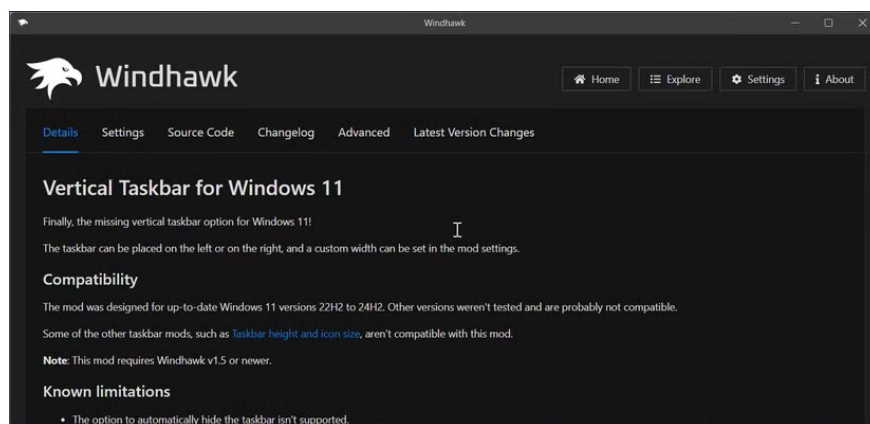 Windhawk
Windhawk
Home
Explore
Settings
About
Details
Settings
Source Code
Changelog
Advanced
Latest Version Changes
Vertical Taskbar for Windows 11
Finally, the missing vertical taskbar option for Windows 11!
The taskbar can be placed on the left or on the right, and a custom width can be set in the mod settings.
Compatibility
The mod was designed for up-to-date Windows 11 versions 22H2 to 24H2. Other versions weren't tested and are probably not compatible.
Some of the other taskbar mods, such as Taskbar height and icon size, aren't compatible with this mod.
Note: This mod requires Windhawk v1.5 or newer.
Known limitations
• The option to automatically hide the taskbar isn't supported.